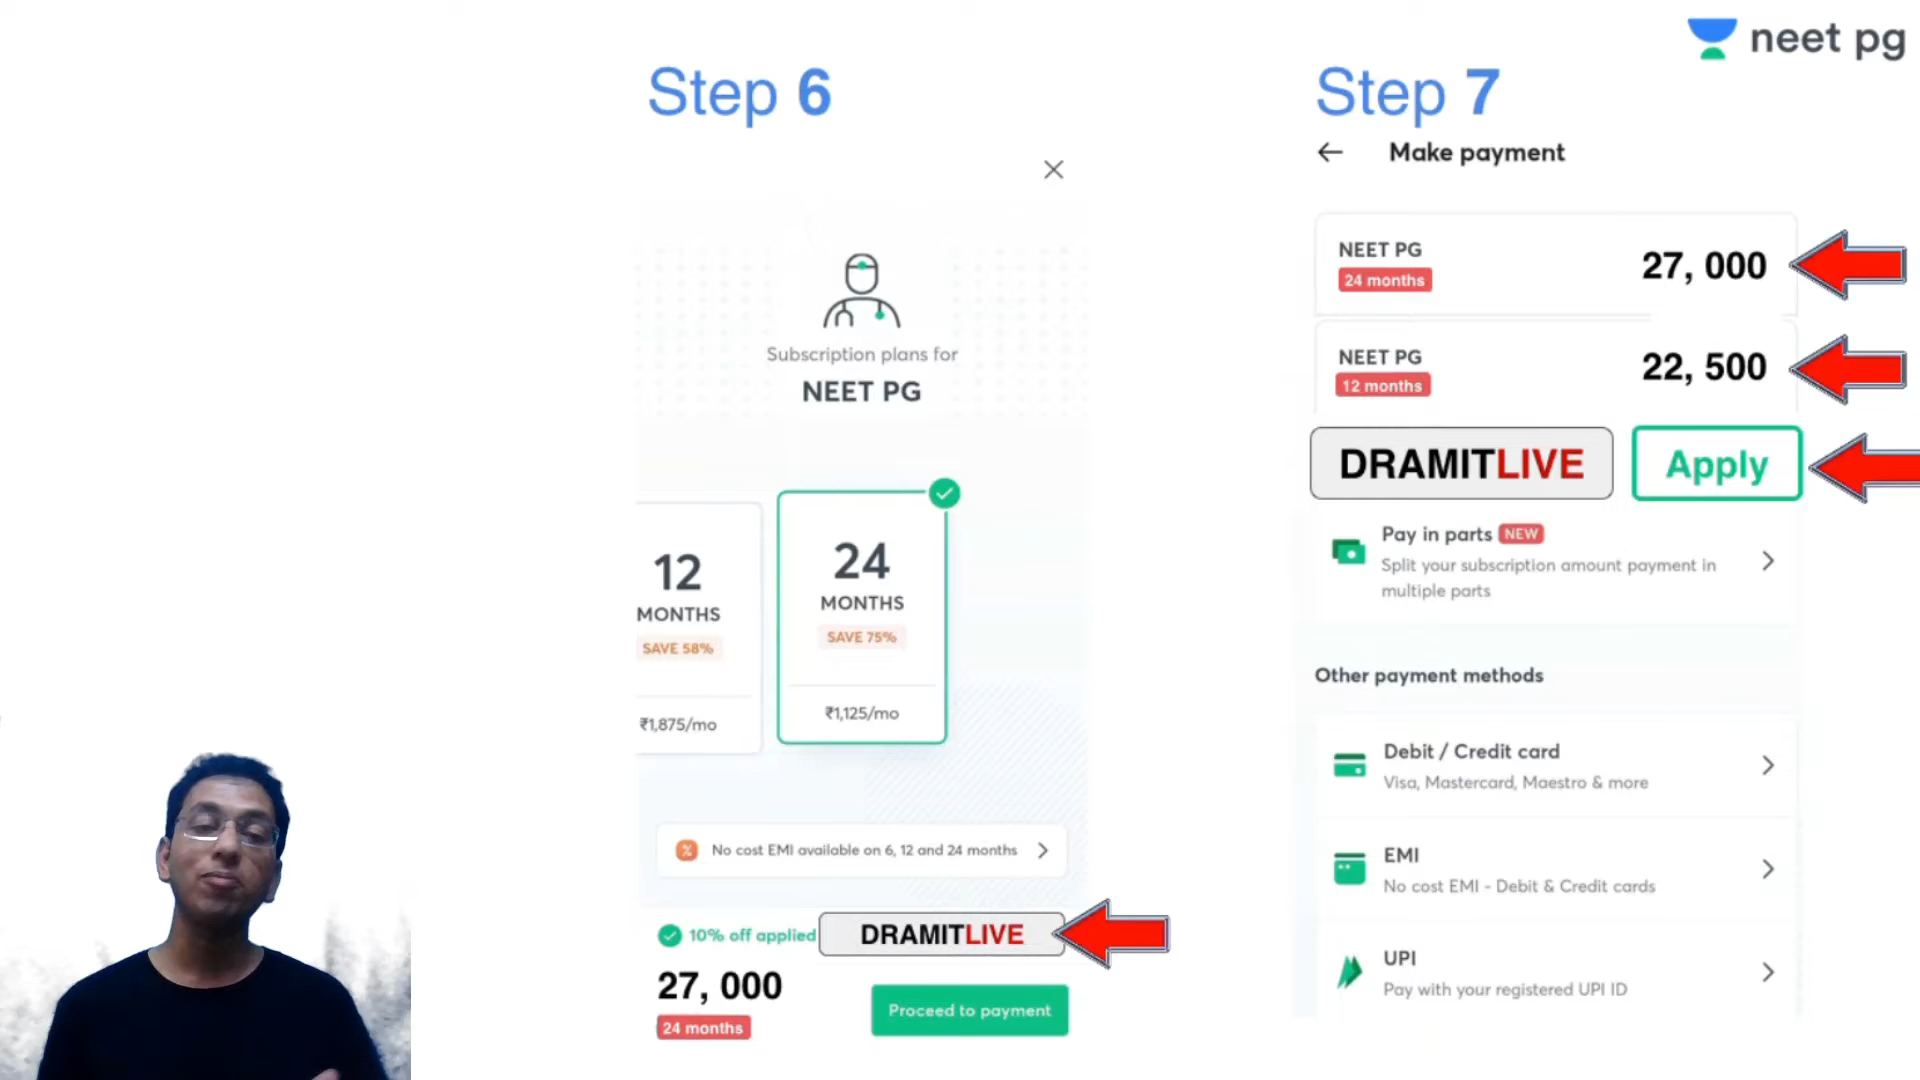 neet pg
Step 6
Subscription plans for
NEET PG
12
MONTHS
SAVE 58%
₹1,875/mo
24
MONTHS
SAVE 75%
₹1,125/mo
No cost EMI available on 6, 12 and 24 months
10% off applied
DRAMITLIVE
27, 000
24 months
Proceed to payment
Step 7
Make payment
NEET PG
24 months
27, 000
NEET PG
12 months
22, 500
DRAMITLIVE
Apply
Pay in parts NEW
Split your subscription amount payment in
multiple parts
Other payment methods
Debit / Credit card
Visa, Mastercard, Maestro & more
EMI
No cost EMI - Debit & Credit cards
UPI
Pay with your registered UPI ID